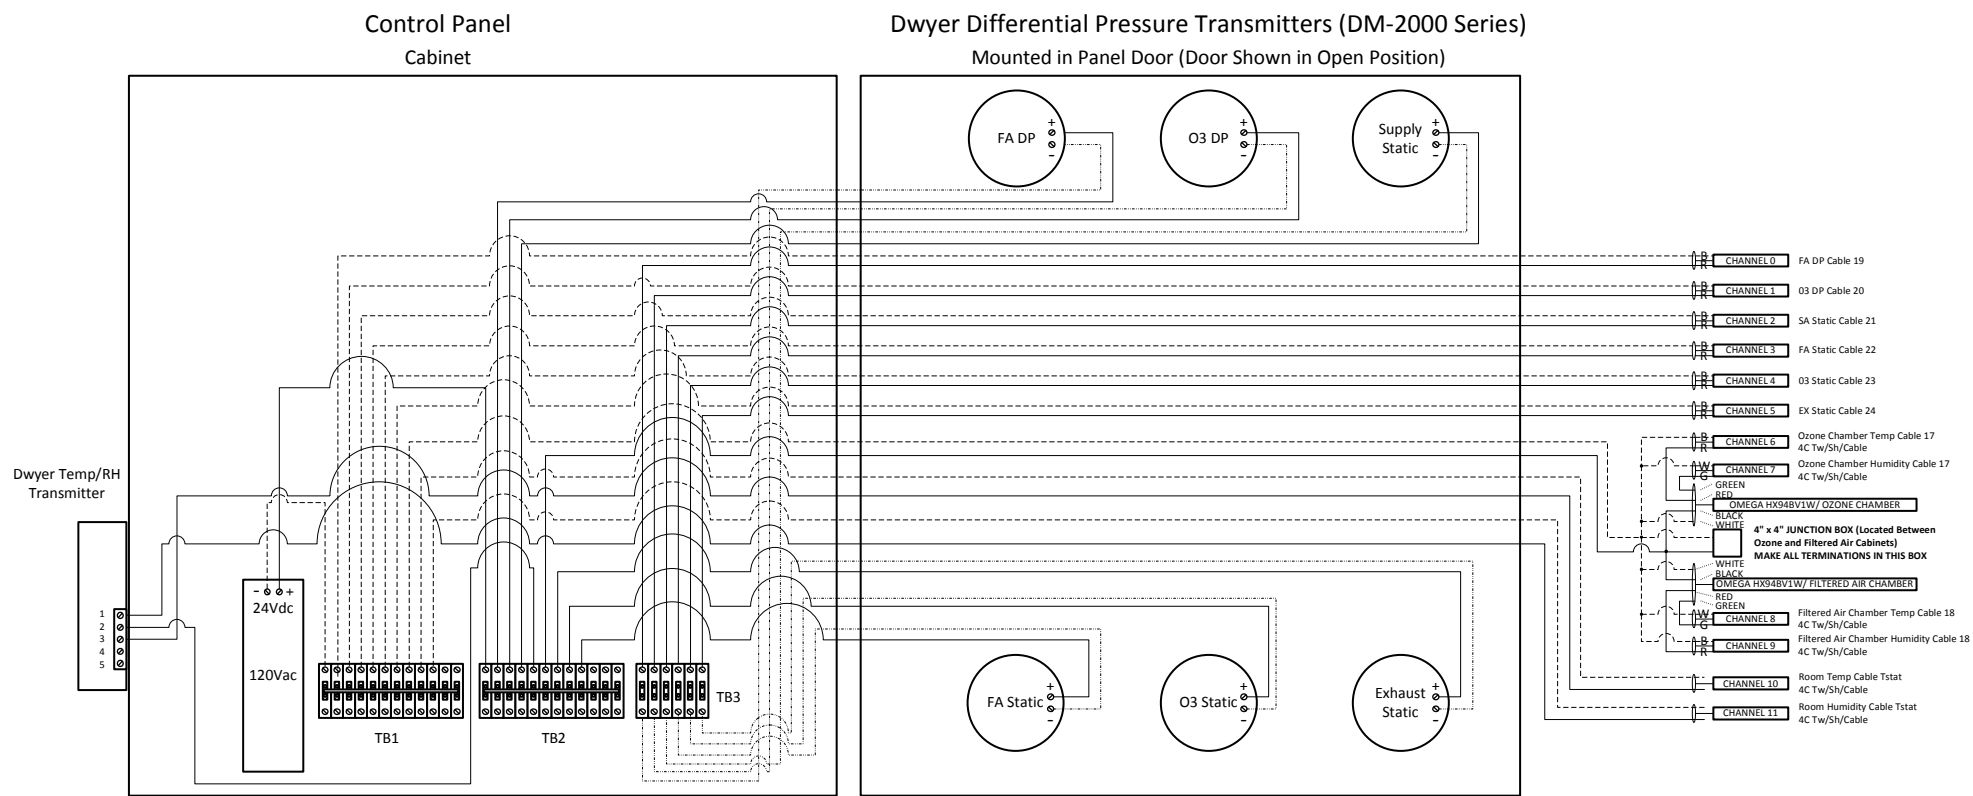 Control Panel
Cabinet
Dwyer Differential Pressure Transmitters (DM-2000 Series)
Mounted in Panel Door (Door Shown in Open Position)
FA DP
+
-
O3 DP
+
-
Supply
Static
+
-
B
R
CHANNEL 0
FA DP Cable 19
B
R
CHANNEL 1
03 DP Cable 20
B
R
CHANNEL 2
SA Static Cable 21
B
R
CHANNEL 3
FA Static Cable 22
B
R
CHANNEL 4
03 Static Cable 23
B
R
CHANNEL 5
EX Static Cable 24
B
R
CHANNEL 6
Ozone Chamber Temp Cable 17
4C Tw/Sh/Cable
W
G
CHANNEL 7
Ozone Chamber Humidity Cable 17
4C Tw/Sh/Cable
GREEN
RED
OMEGA HX94BV1W/ OZONE CHAMBER
BLACK
WHITE
4" x 4" JUNCTION BOX (Located Between
Ozone and Filtered Air Cabinets)
MAKE ALL TERMINATIONS IN THIS BOX
WHITE
BLACK
OMEGA HX94BV1W/ FILTERED AIR CHAMBER
RED
GREEN
W
G
CHANNEL 8
Filtered Air Chamber Temp Cable 18
4C Tw/Sh/Cable
B
R
CHANNEL 9
Filtered Air Chamber Humidity Cable 18
4C Tw/Sh/Cable
CHANNEL 10
Room Temp Cable Tstat
4C Tw/Sh/Cable
CHANNEL 11
Room Humidity Cable Tstat
4C Tw/Sh/Cable
Dwyer Temp/RH
Transmitter
1
2
3
4
5
- +
24Vdc
120Vac
TB1
TB2
TB3
FA Static
+
-
O3 Static
+
-
Exhaust
Static
+
-